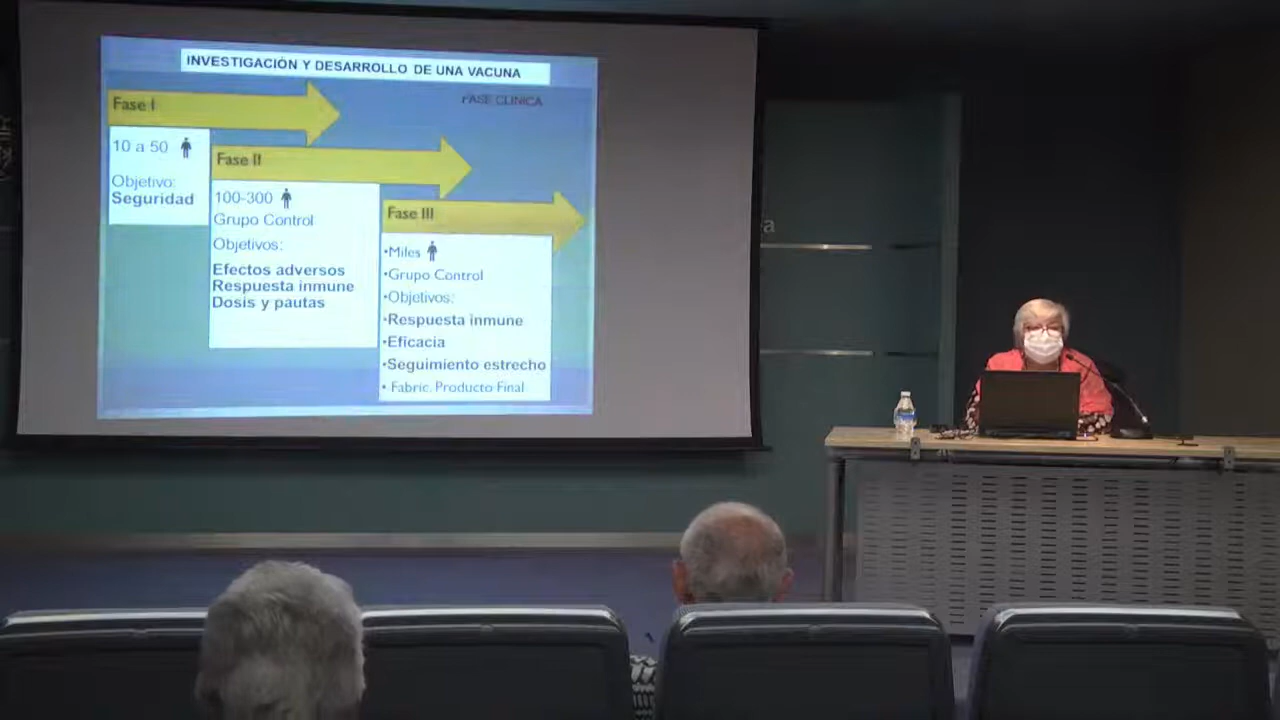 INVESTIGACIÓN Y DESARROLLO DE UNA VACUNA
FASE CLINICA
Fase I
10 a 50
Objetivo:
Seguridad
Fase II
100-300
Grupo Control
Objetivos:
Efectos adversos
Respuesta inmune
Dosis y pautas
Fase III
•Miles
•Grupo Control
•Objetivos:
•Respuesta inmune
•Eficacia
•Seguimiento estrecho
• Fabric. Producto Final